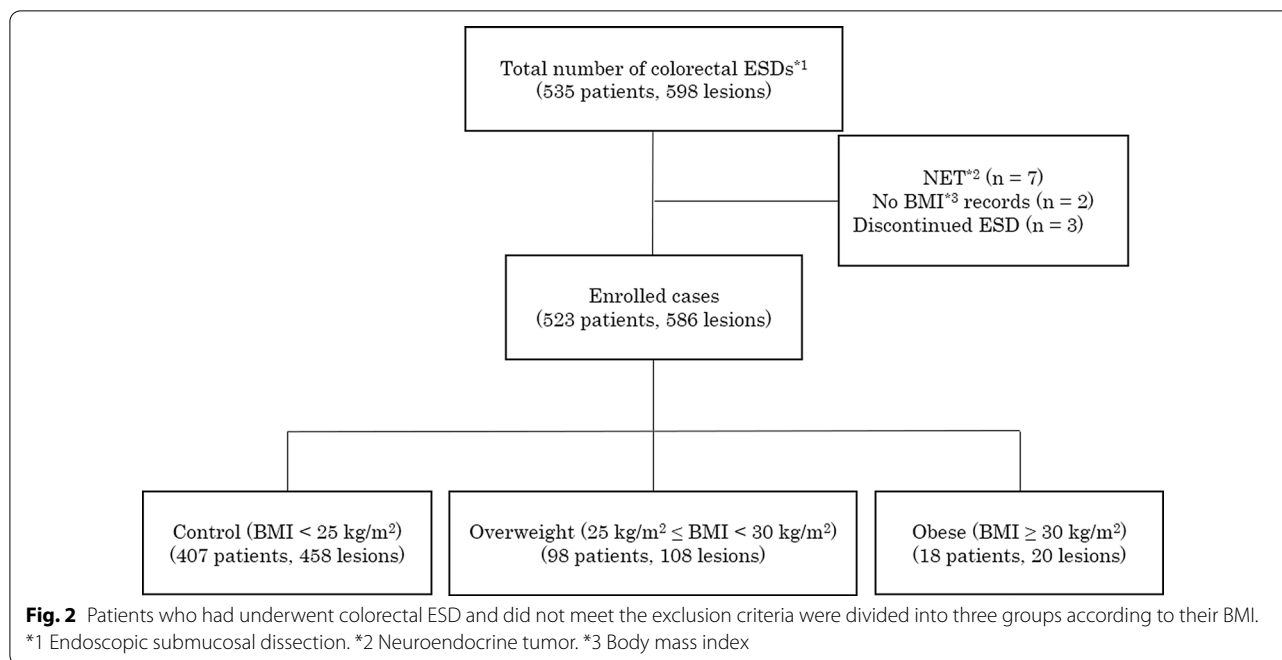 Total number of colorectal ESDs*1
(535 patients, 598 lesions)
NET*2 (n = 7)
No BMI*3 records (n = 2)
Discontinued ESD (n = 3)
Enrolled cases
(523 patients, 586 lesions)
Control (BMI < 25 kg/m²)
(407 patients, 458 lesions)
Overweight (25 kg/m² ≤ BMI < 30 kg/m²)
(98 patients, 108 lesions)
Obese (BMI ≥ 30 kg/m²)
(18 patients, 20 lesions)
Fig. 2 Patients who had underwent colorectal ESD and did not meet the exclusion criteria were divided into three groups according to their BMI.
*1 Endoscopic submucosal dissection. *2 Neuroendocrine tumor. *3 Body mass index